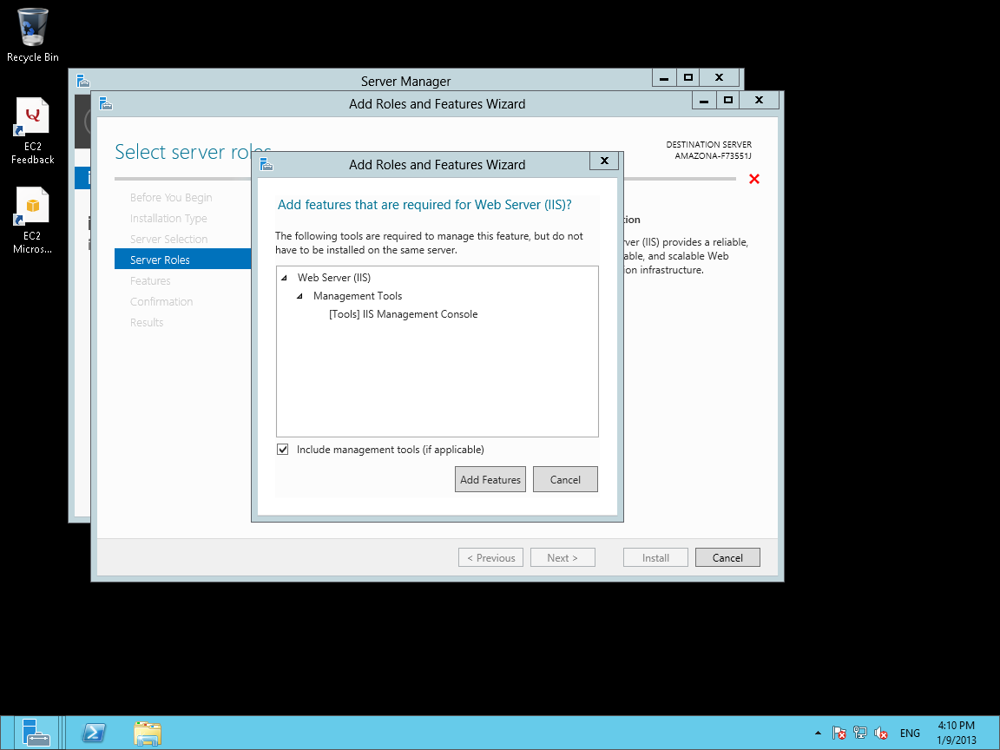 Recycle Bin
EC2
Feedback
EC2
Micros...
Server Manager
Add Roles and Features Wizard
Select server roles
DESTINATION SERVER
AMAZONA-F73551J
Before You Begin
Installation Type
Server Selection
Server Roles
Features
Confirmation
Results
tion
ver (IIS) provides a reliable,
able, and scalable Web
ion infrastructure.
Add Roles and Features Wizard
Add features that are required for Web Server (IIS)?
The following tools are required to manage this feature, but do not
have to be installed on the same server.
Web Server (IIS)
Management Tools
[Tools] IIS Management Console
Include management tools (if applicable)
Add Features
Cancel
< Previous
Next >
Install
Cancel
ENG
4:10 PM
1/9/2013